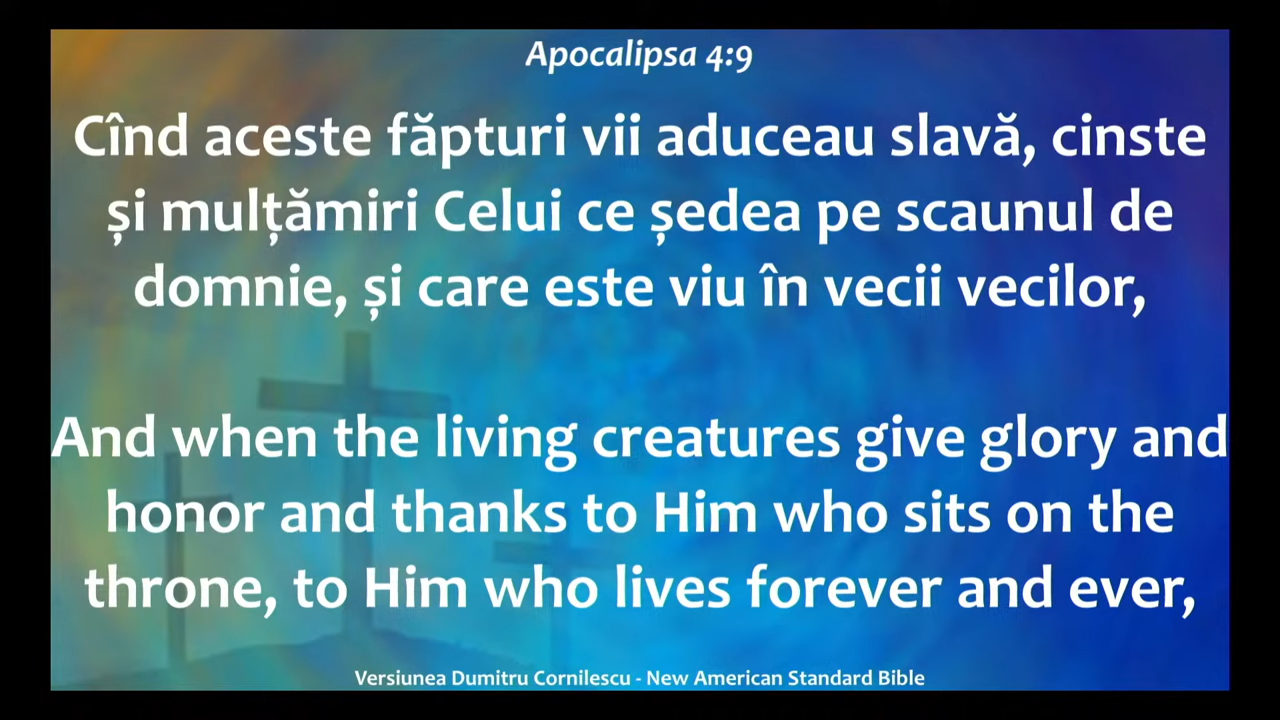 Apocalipsa 4:9
Cînd aceste făpturi vii aduceau slavă, cinste
și mulțămiri Celui ce ședea pe scaunul de
domnie, și care este viu în vecii vecilor,
And when the living creatures give glory and
honor and thanks to Him who sits on the
throne, to Him who lives forever and ever,
Versiunea Dumitru Cornilescu - New American Standard Bible